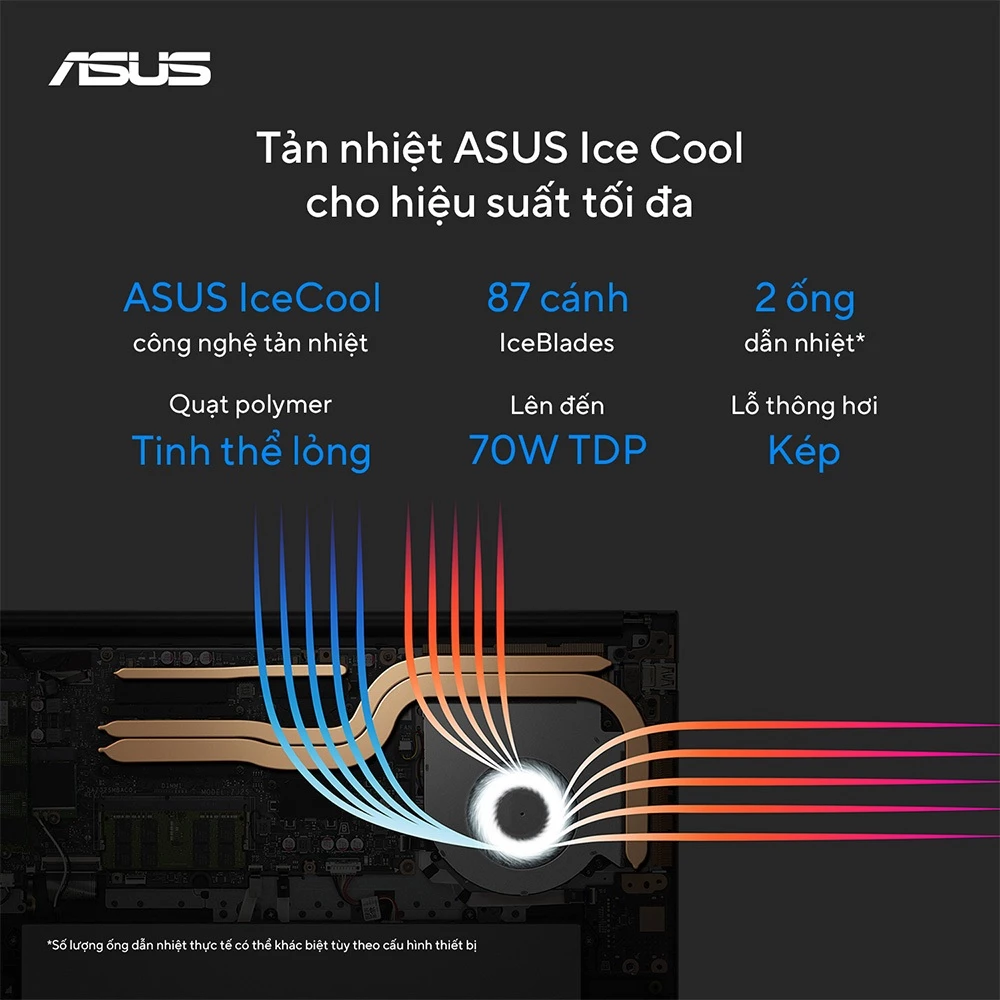 ASUS
Tản nhiệt ASUS Ice Cool
cho hiệu suất tối đa
ASUS IceCool
công nghệ tản nhiệt
87 cánh
IceBlades
2 ống
dẫn nhiệt*
Quạt polymer
Tinh thể lỏng
Lên đến
70W TDP
Lỗ thông hơi
Kép
*Số lượng ống dẫn nhiệt thực tế có thể khác biệt tùy theo cấu hình thiết bị